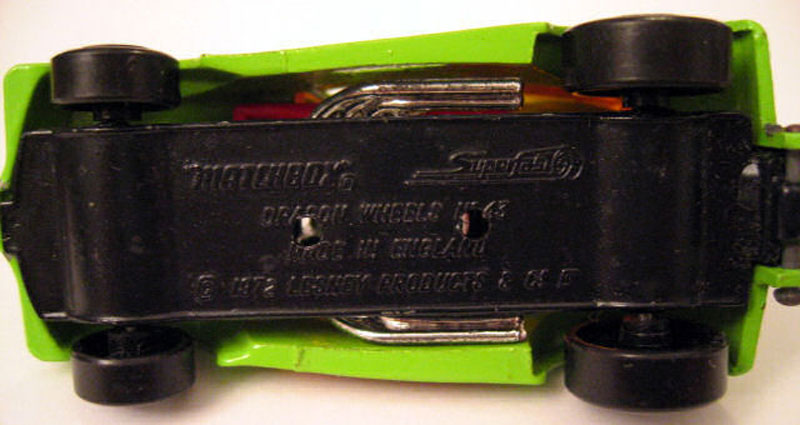 MATCHBOX® Superfast
DRAGON WHEELS No 43
MADE IN ENGLAND
© 1972 LESNEY PRODUCTS & Co LTD